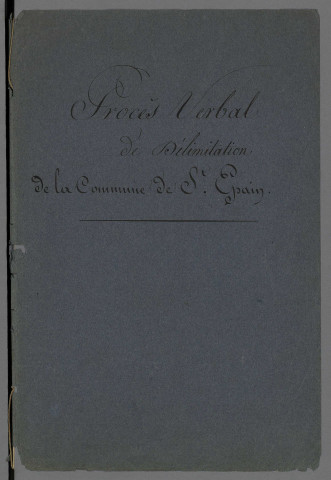 Procès Verbal
de Délimitation
de la Commune de St. Epain.